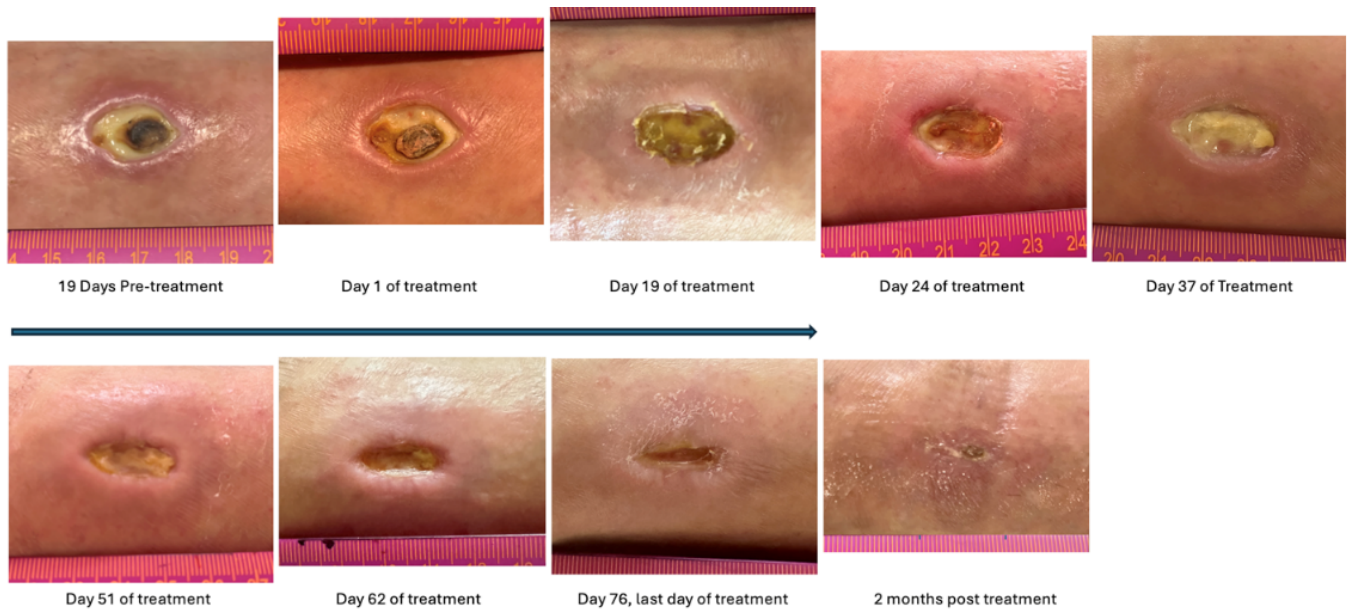 19 Days Pre-treatment
Day 1 of treatment
Day 19 of treatment
Day 24 of treatment
Day 37 of Treatment
Day 51 of treatment
Day 62 of treatment
Day 76, last day of treatment
2 months post treatment